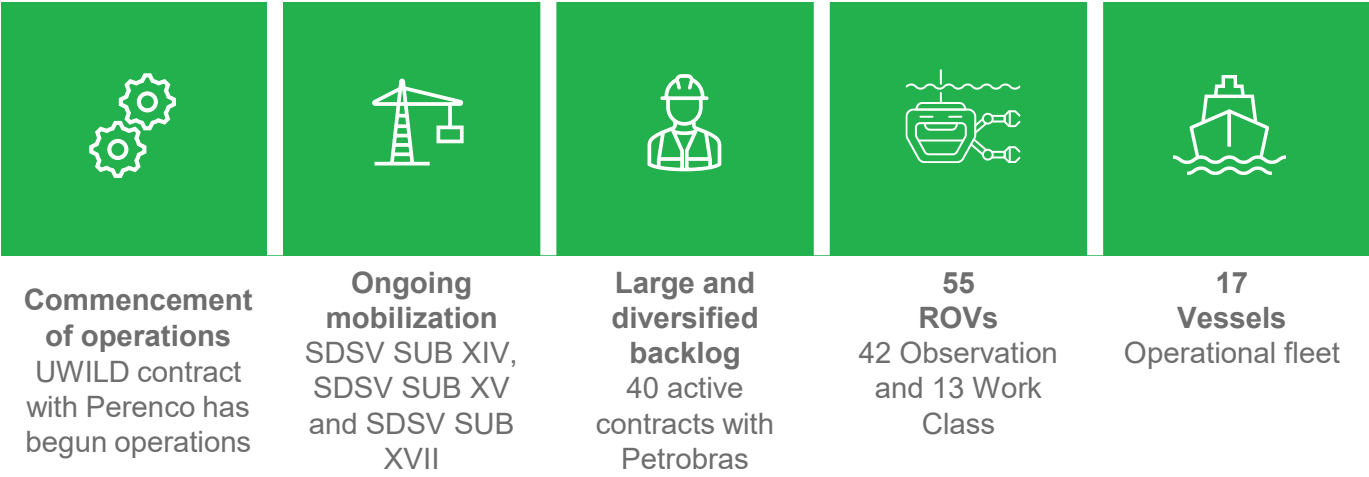 Commencement
of operations
UWILD contract
with Perenco has
begun operations
Ongoing
mobilization
SDSV SUB XIV,
SDSV SUB XV
and SDSV SUB
XVII
Large and
diversified
backlog
40 active
contracts with
Petrobras
55
ROVs
42 Observation
and 13 Work
Class
17
Vessels
Operational fleet